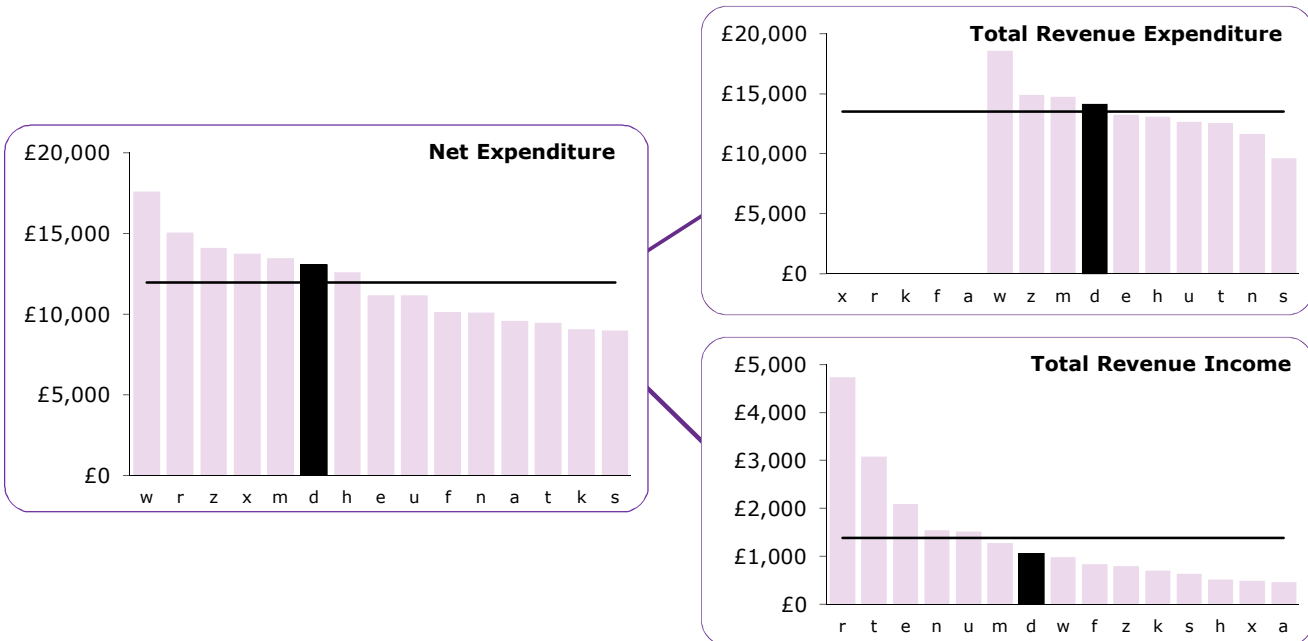 Net Expenditure
£20,000
£15,000
£10,000
£5,000
£0
w r z x m d h e u f n a t k s
Total Revenue Expenditure
£20,000
£15,000
£10,000
£5,000
£0
x r k f a w z m d e h u t n s
Total Revenue Income
£5,000
£4,000
£3,000
£2,000
£1,000
£0
r t e n u m d w f z k s h x a